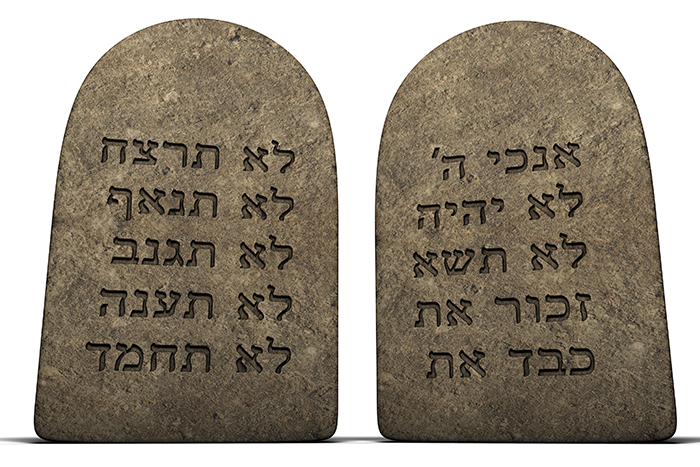 אנכי ה'
לא יהיה
לא תשא
זכור את
כבד את
לא תרצח
לא תנאף
לא תגנב
לא תענה
לא תחמד